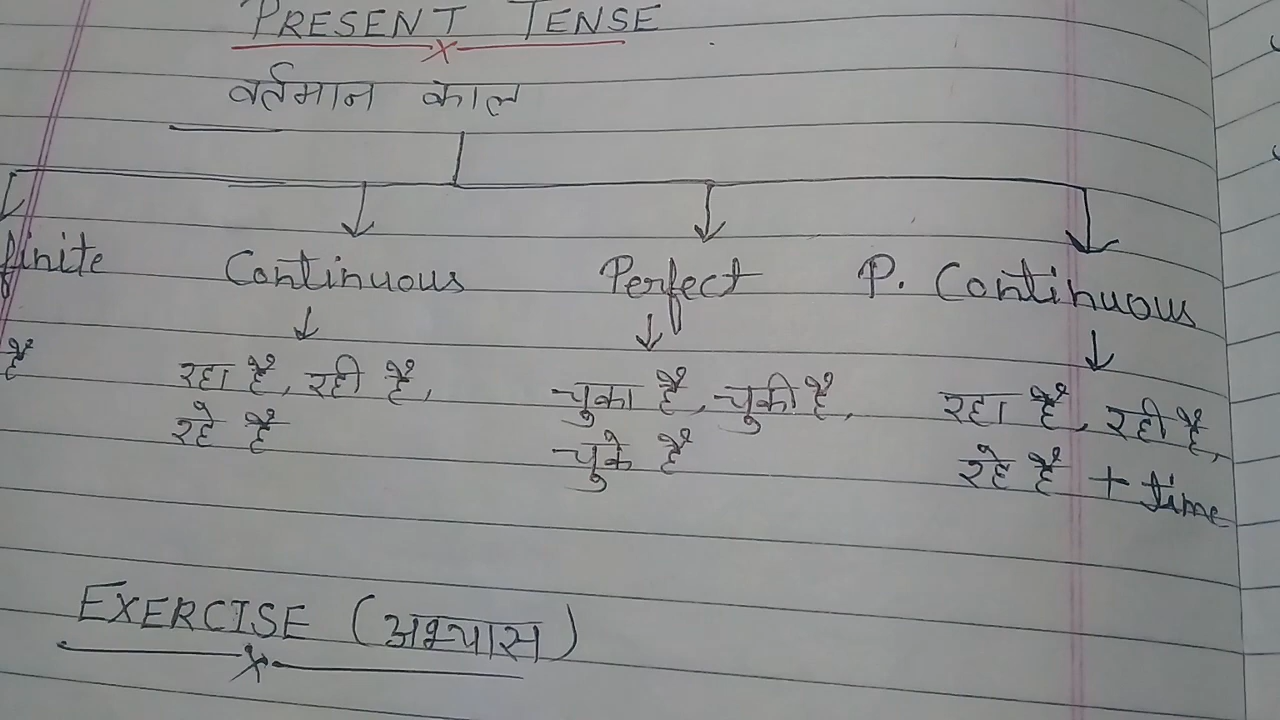 PRESENT TENSE
वर्तमान काल
finite Continuous Perfect P. Continuous
है रहा है, रही है, चुका है, चुकी है, रहा है, रही है,
रहे हैं चुके हैं रहे हैं + time
EXERCISE (अभ्यास)